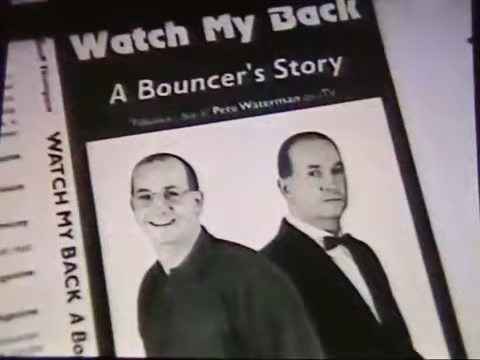 Watch My Back
A Bouncer's Story
Pete Waterman
WATCH MY BACK A Bo